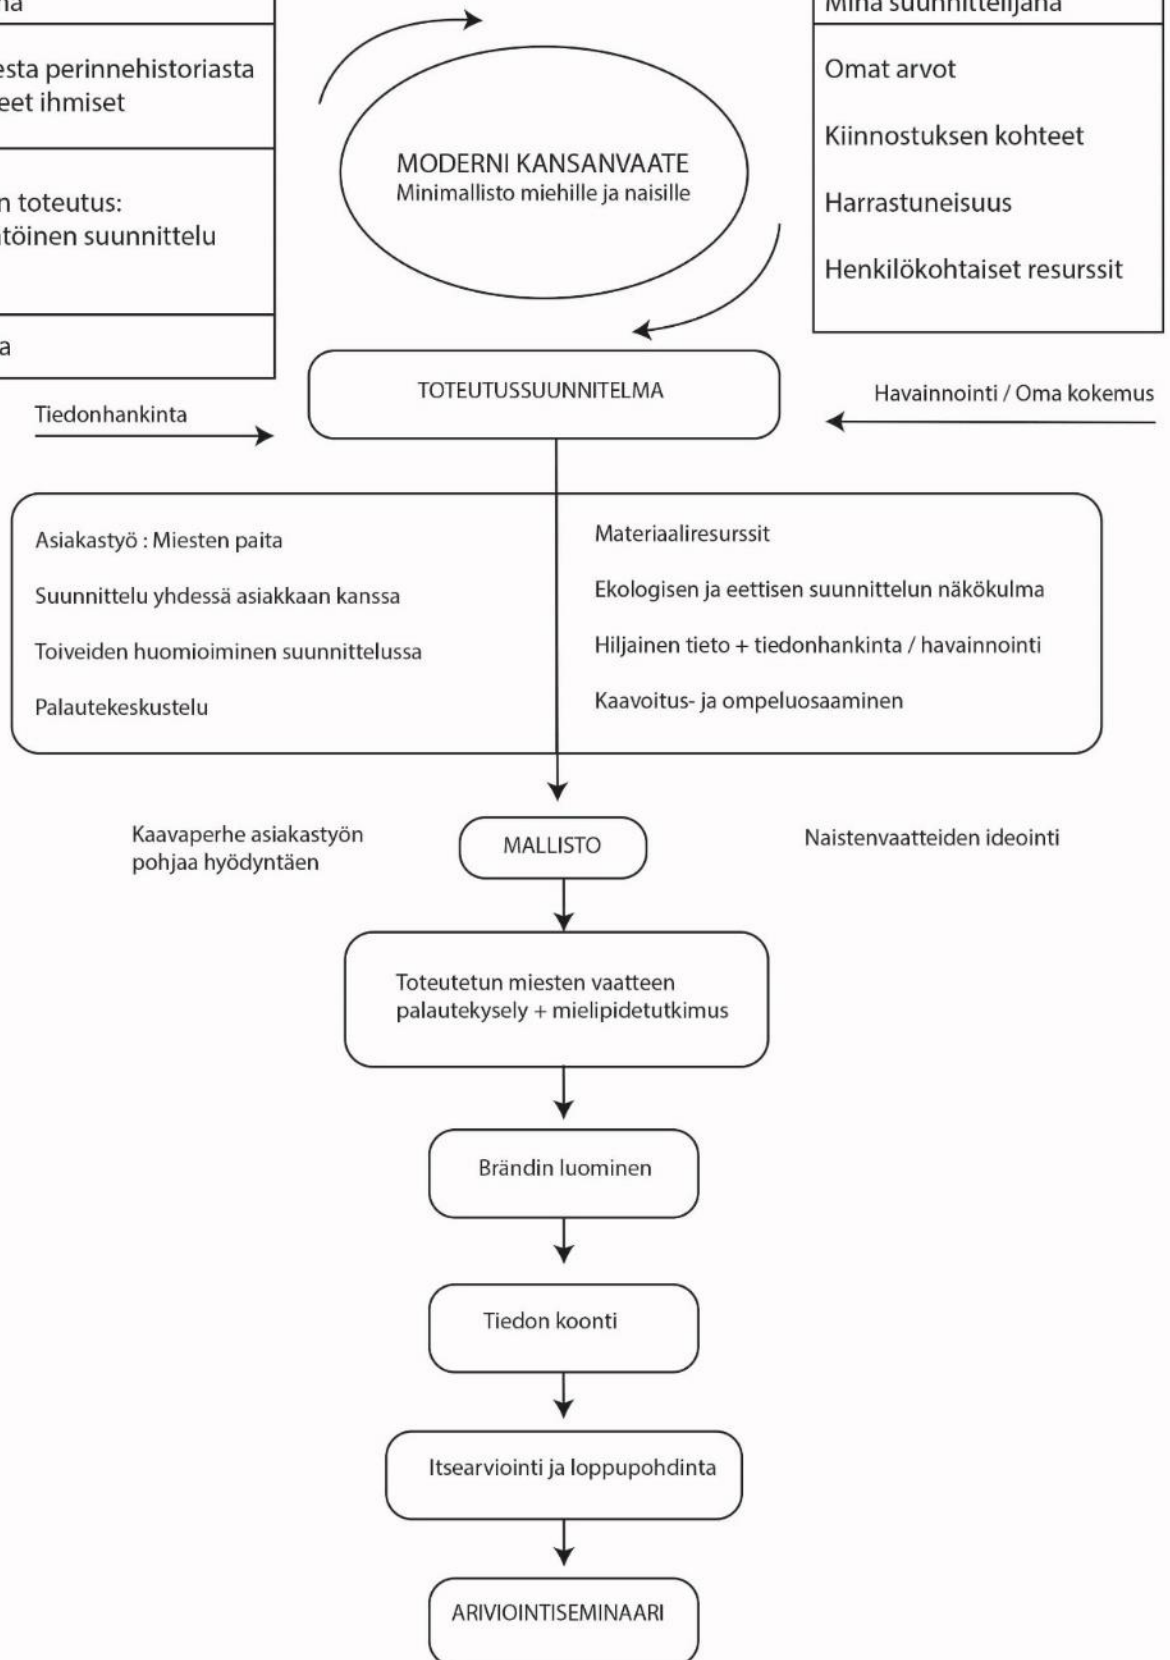 Minä suunnittelijana
esta perinnehistoriasta
eet ihmiset
n toteutus:
töinen suunnittelu
a
MODERNI KANSANVAATE
Minimallisto miehille ja naisille
Omat arvot
Kiinnostuksen kohteet
Harrastuneisuus
Henkilökohtaiset resurssit
TOTEUTUSSUUNNITELMA
Tiedonhankinta
Havainnointi / Oma kokemus
Asiakastyö : Miesten paita
Suunnittelu yhdessä asiakkaan kanssa
Toiveiden huomioiminen suunnittelussa
Palautekeskustelu
Materiaaliresurssit
Ekologisen ja eettisen suunnittelun näkökulma
Hiljainen tieto + tiedonhankinta / havainnointi
Kaavoitus- ja ompeluosaaminen
Kaavaperhe asiakastyön
pohjaa hyödyntäen
MALLISTO
Naistenvaatteiden ideointi
Toteutetun miesten vaatteen
palautekysely + mielipidetutkimus
Brändin luominen
Tiedon koonti
Itsearviointi ja loppupohdinta
ARIVIOINTISEMINAARI